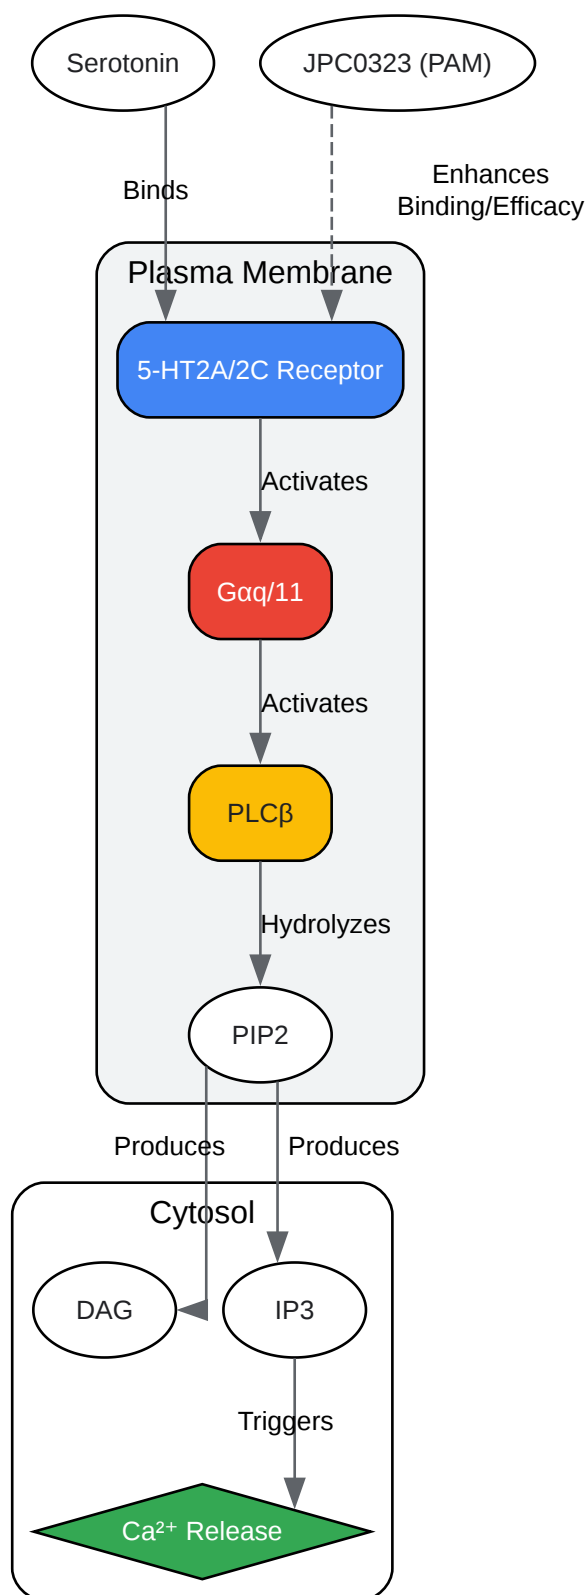 Serotonin
JPC0323 (PAM)
Binds
Enhances
Binding/Efficacy
Plasma Membrane
5-HT2A/2C Receptor
Activates
Gαq/11
Activates
PLCβ
Hydrolyzes
PIP2
Produces
Produces
Cytosol
DAG
IP3
Triggers
Ca²⁺ Release